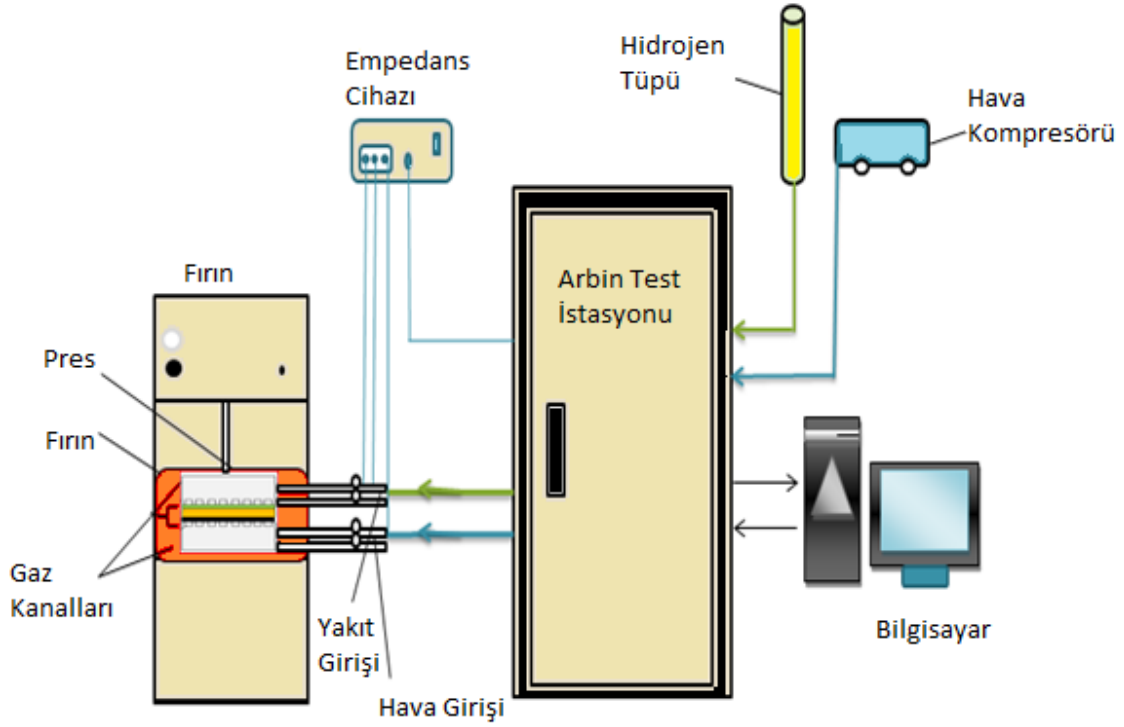 Empedans
Cihazı
Hidrojen
Tüpü
Hava
Kompresörü
Fırın
Arbin Test
İstasyonu
Pres
Fırın
Gaz
Kanalları
Yakıt
Girişi
Hava Girişi
Bilgisayar